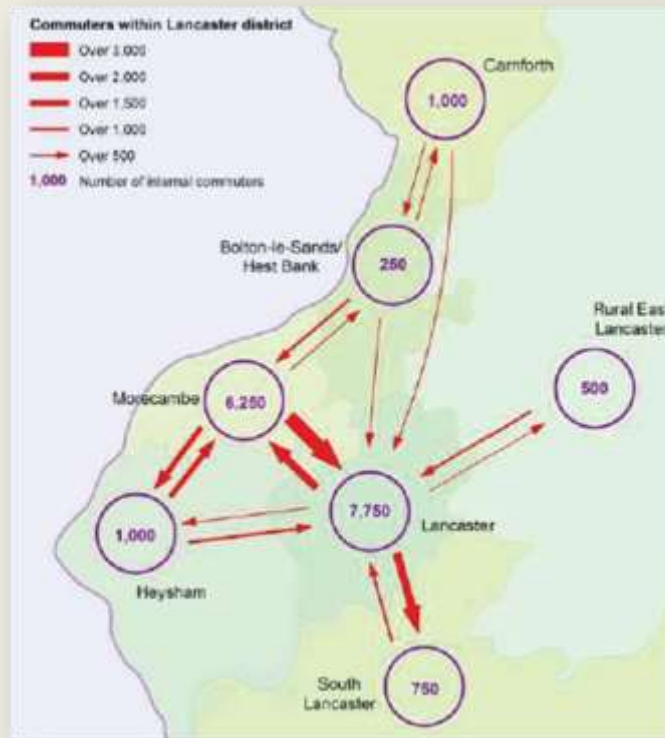 Commuters within Lancaster district
Over 3,000
Over 2,000
Over 1,500
Over 1,000
Over 500
1,000 Number of internal commuters
Carnforth
1,000
Bolton-le-Sands/
Hest Bank
250
Rural East
Lancaster
500
Morecambe
6,250
7,750
Lancaster
1,000
Heysham
South
Lancaster
750